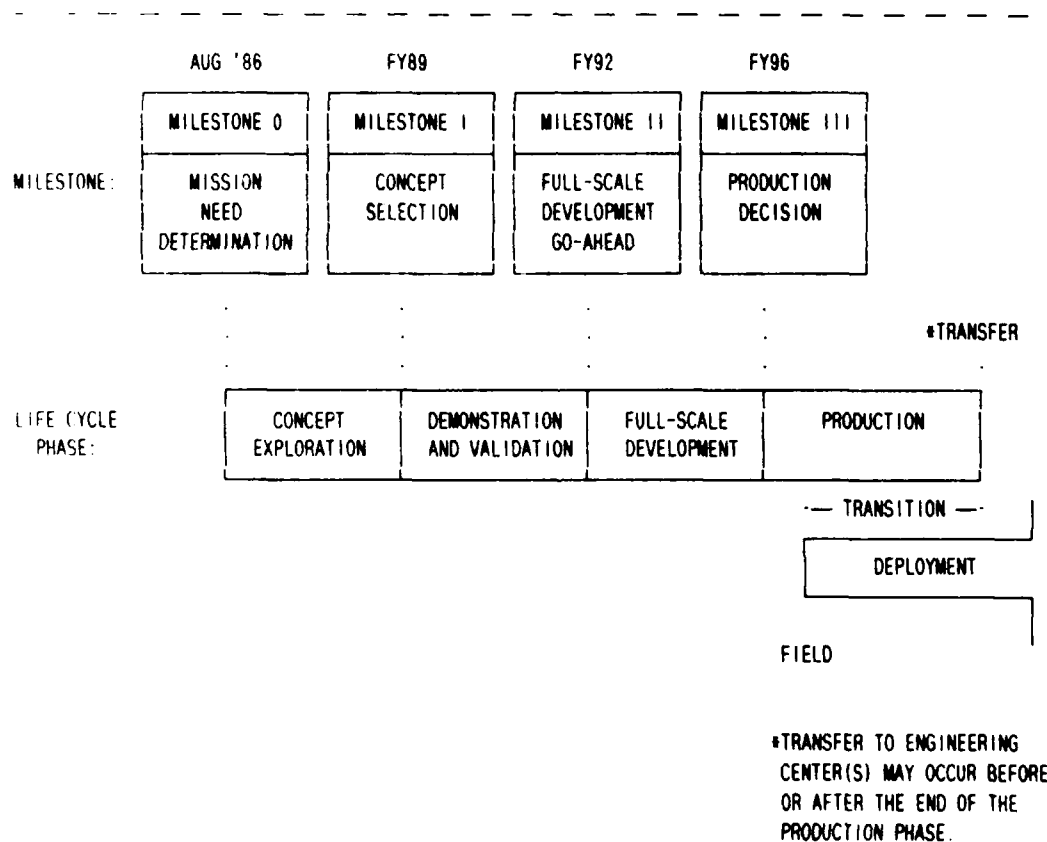 AUG '86 FY89 FY92 FY96
MILESTONE 0 MILESTONE I MILESTONE II MILESTONE III
MILESTONE: MISSION CONCEPT FULL-SCALE PRODUCTION
NEED SELECTION DEVELOPMENT DECISION
DETERMINATION GO-AHEAD
*TRANSFER
LIFE CYCLE CONCEPT DEMONSTRATION FULL-SCALE PRODUCTION
PHASE: EXPLORATION AND VALIDATION DEVELOPMENT
TRANSITION
DEPLOYMENT
FIELD
*TRANSFER TO ENGINEERING
CENTER(S) MAY OCCUR BEFORE
OR AFTER THE END OF THE
PRODUCTION PHASE.